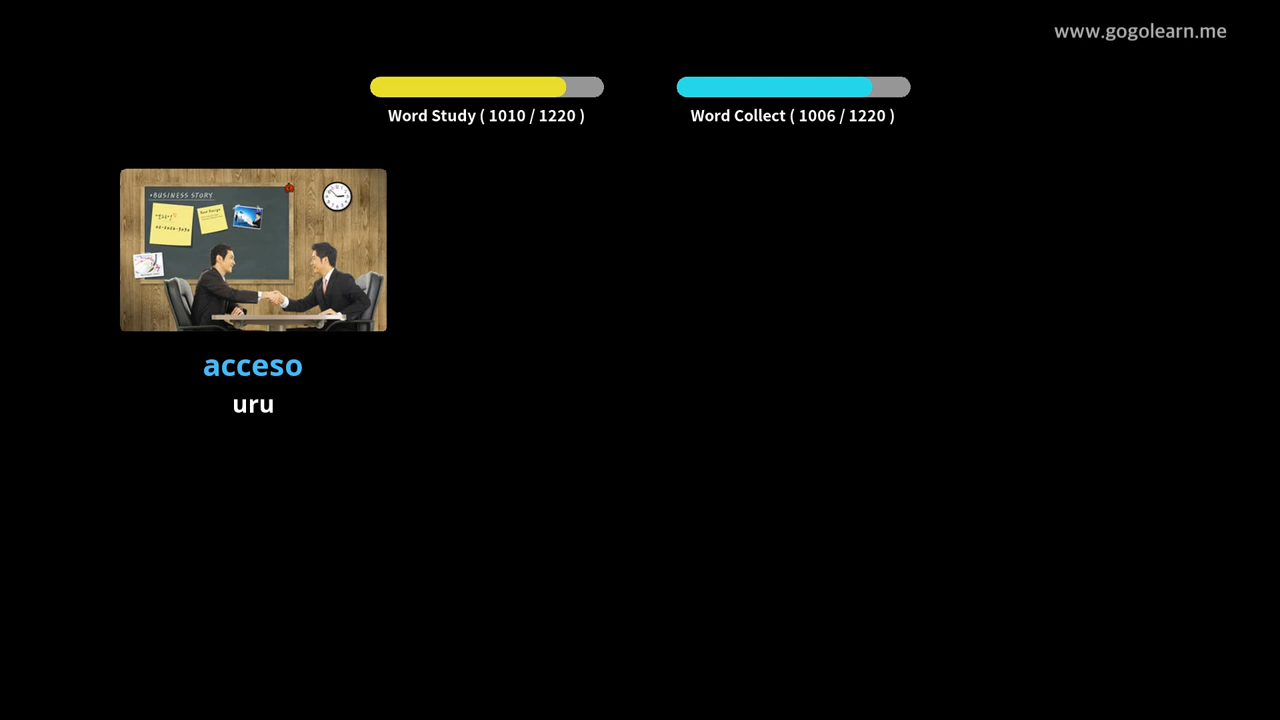 www.gogolearn.me
Word Study ( 1010 / 1220 )
Word Collect ( 1006 / 1220 )
•BUSINESS STORY
acceso
uru